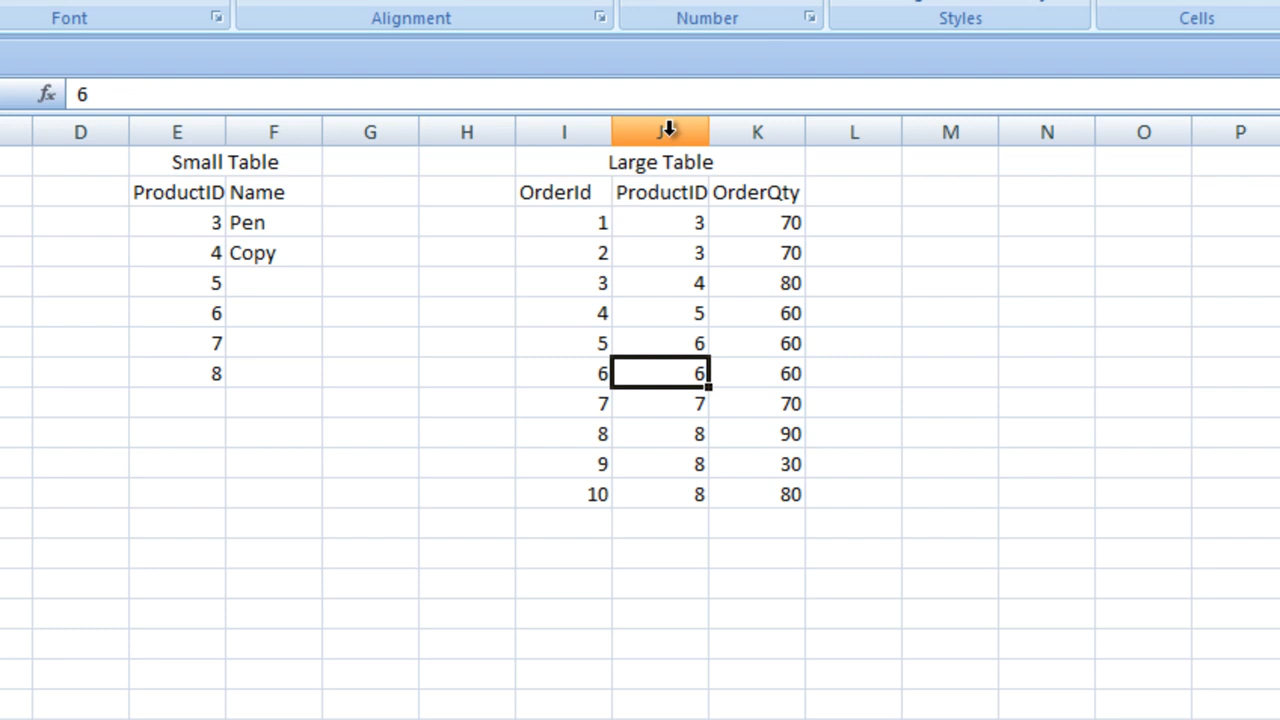 Font Alignment Number Styles Cells
fx 6
D E F G H I J K L M N O P
Small Table Large Table
ProductID Name OrderId ProductID OrderQty
3 Pen 1 3 70
4 Copy 2 3 70
5 3 4 80
6 4 5 60
7 5 6 60
8 6 6 60
7 7 70
8 8 90
9 8 30
10 8 80